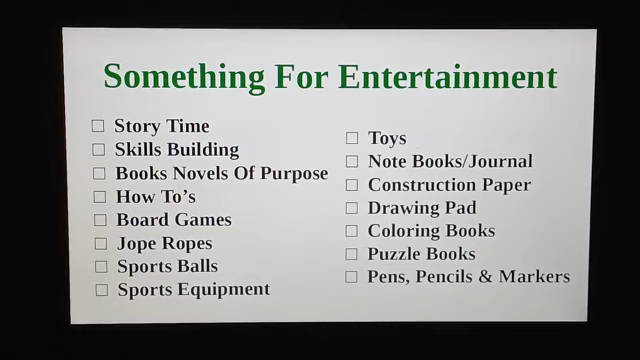 Something For Entertainment
☐ Story Time
☐ Skills Building
☐ Books Novels Of Purpose
☐ How To's
☐ Board Games
☐ Jope Ropes
☐ Sports Balls
☐ Sports Equipment
☐ Toys
☐ Note Books/Journal
☐ Construction Paper
☐ Drawing Pad
☐ Coloring Books
☐ Puzzle Books
☐ Pens, Pencils & Markers